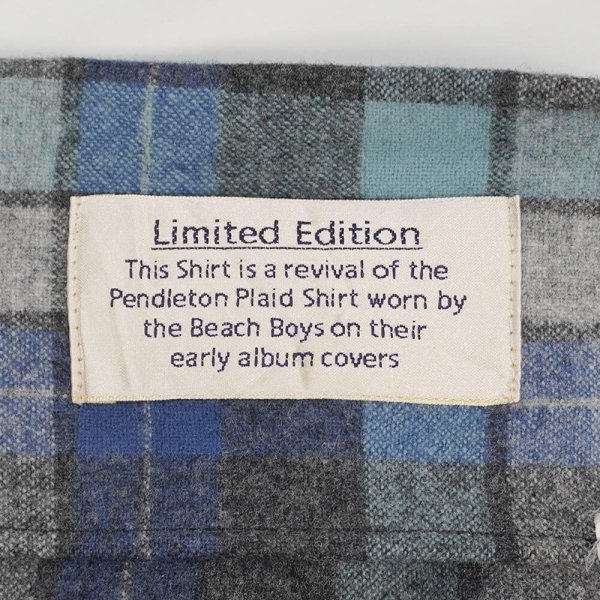 Limited Edition
This Shirt is a revival of the
Pendleton Plaid Shirt worn by
the Beach Boys on their
early album covers